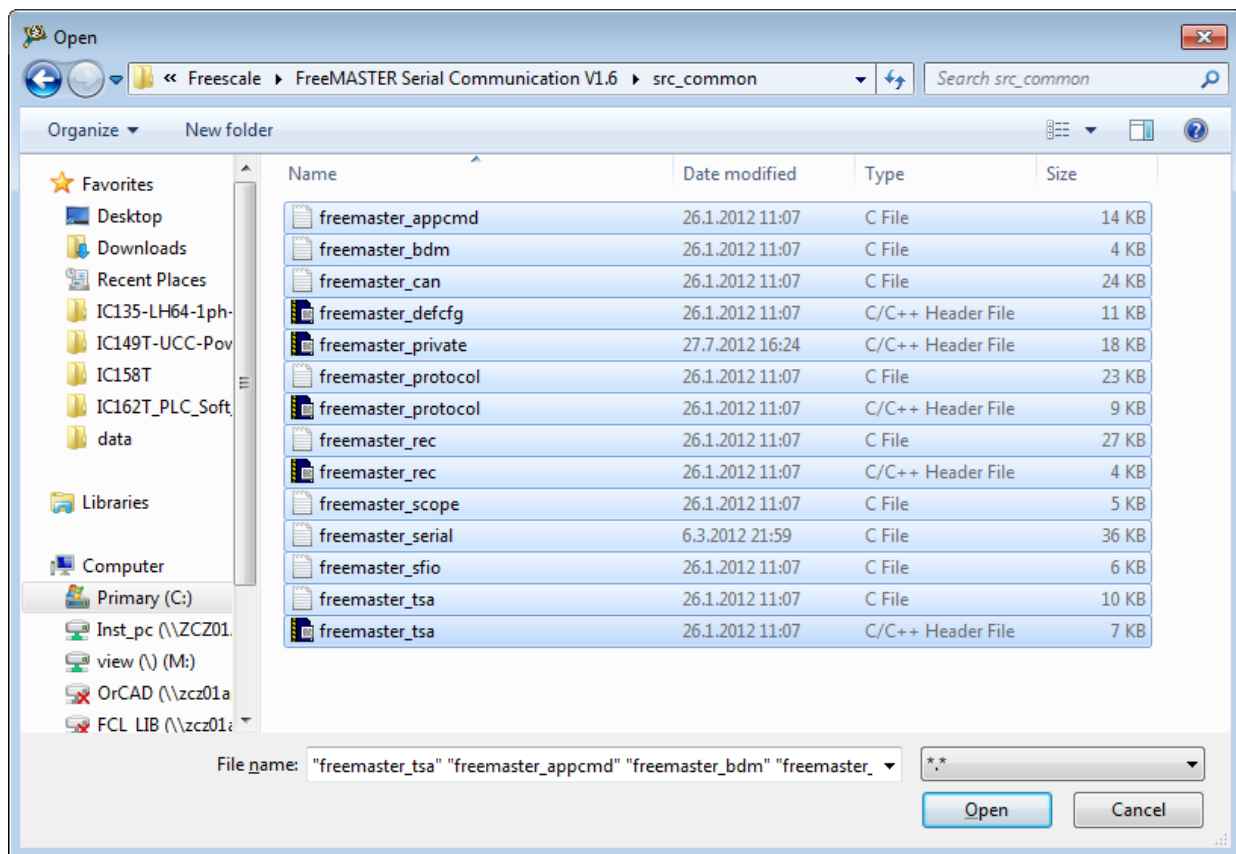 Open
« Freescale FreeMASTER Serial Communication V1.6 src_common Search src_common
Organize New folder
Name Date modified Type Size
Favorites
Desktop
Downloads
Recent Places
IC135-LH64-1ph-
IC149T-UCC-Pov
IC158T
IC162T_PLC_Soft_
data
Libraries
Computer
Primary (C:)
Inst_pc (\\ZCZ01.
view (\) (M:)
OrCAD (\\zcz01a
FCL_LIB (\\zcz01a
freemaster_appcmd 26.1.2012 11:07 C File 14 KB
freemaster_bdm 26.1.2012 11:07 C File 4 KB
freemaster_can 26.1.2012 11:07 C File 24 KB
freemaster_defcfg 26.1.2012 11:07 C/C++ Header File 11 KB
freemaster_private 27.7.2012 16:24 C/C++ Header File 18 KB
freemaster_protocol 26.1.2012 11:07 C File 23 KB
freemaster_protocol 26.1.2012 11:07 C/C++ Header File 9 KB
freemaster_rec 26.1.2012 11:07 C File 27 KB
freemaster_rec 26.1.2012 11:07 C/C++ Header File 4 KB
freemaster_scope 26.1.2012 11:07 C File 5 KB
freemaster_serial 6.3.2012 21:59 C File 36 KB
freemaster_sfio 26.1.2012 11:07 C File 6 KB
freemaster_tsa 26.1.2012 11:07 C File 10 KB
freemaster_tsa 26.1.2012 11:07 C/C++ Header File 7 KB
File name: "freemaster_tsa" "freemaster_appcmd" "freemaster_bdm" "freemaster_ *.*
Open Cancel